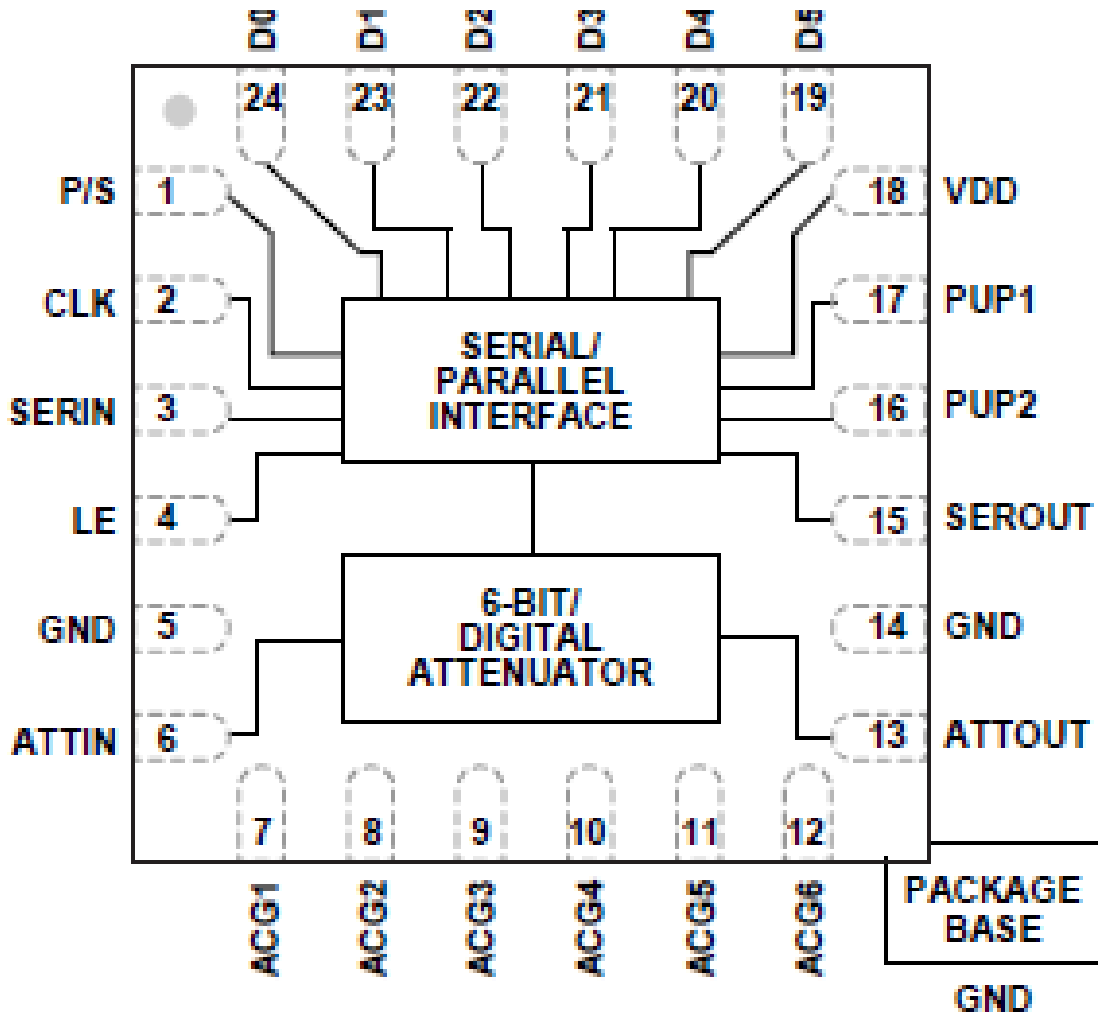 D0 D1 D2 D3 D4 D5
24 23 22 21 20 19
P/S 1
18 VDD
CLK 2
17 PUP1
SERIAL/
PARALLEL
INTERFACE
SERIN 3
16 PUP2
LE 4
15 SEROUT
GND 5
14 GND
6-BIT/
DIGITAL
ATTENUATOR
ATTIN 6
13 ATTOUT
7 8 9 10 11 12
ACG1 ACG2 ACG3 ACG4 ACG5 ACG6
PACKAGE
BASE
GND